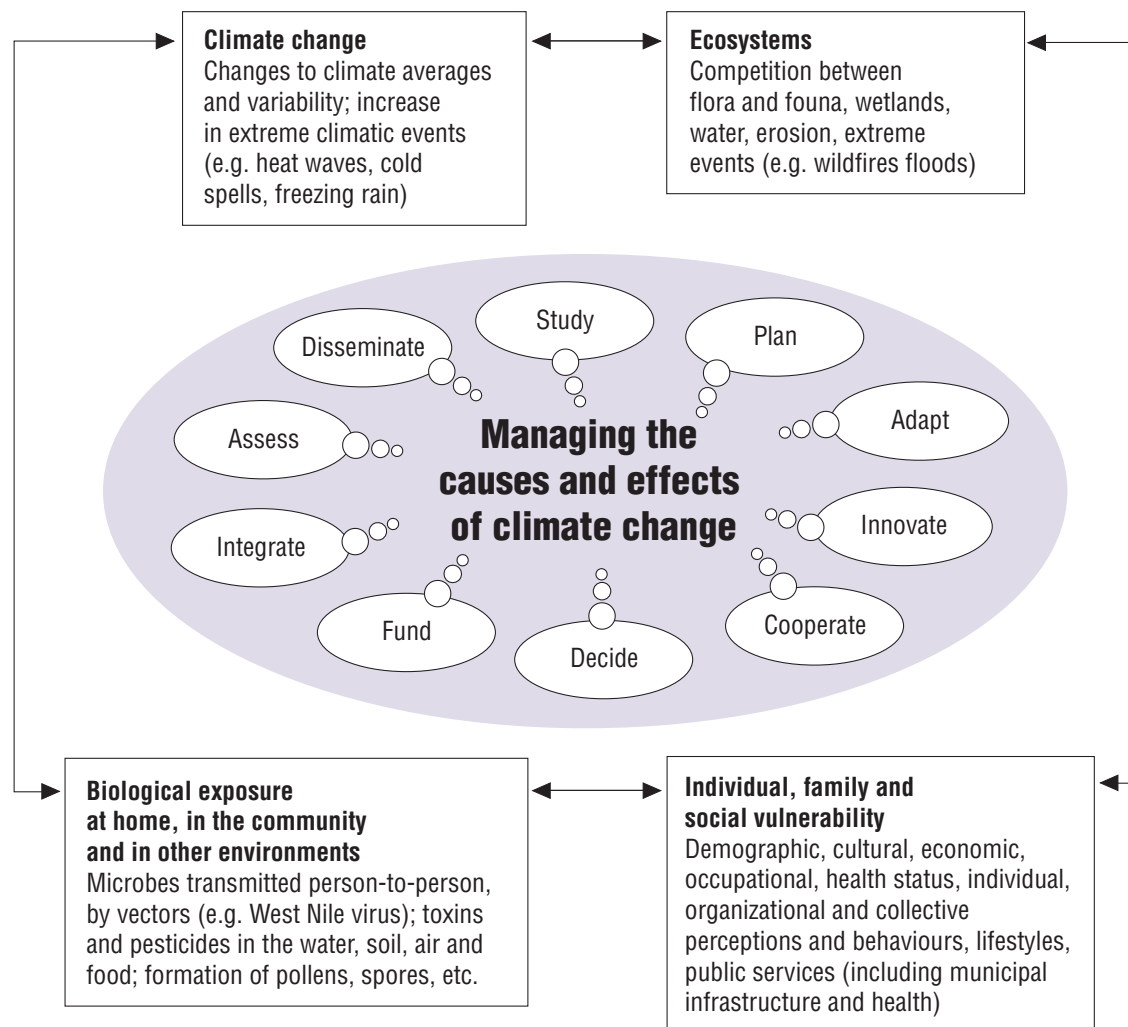 Climate change
Changes to climate averages
and variability; increase
in extreme climatic events
(e.g. heat waves, cold
spells, freezing rain)
Ecosystems
Competition between
flora and founa, wetlands,
water, erosion, extreme
events (e.g. wildfires floods)
Study
Plan
Disseminate
Adapt
Assess
Managing the
causes and effects
of climate change
Innovate
Integrate
Cooperate
Fund
Decide
Biological exposure
at home, in the community
and in other environments
Microbes transmitted person-to-person,
by vectors (e.g. West Nile virus); toxins
and pesticides in the water, soil, air and
food; formation of pollens, spores, etc.
Individual, family and
social vulnerability
Demographic, cultural, economic,
occupational, health status, individual,
organizational and collective
perceptions and behaviours, lifestyles,
public services (including municipal
infrastructure and health)